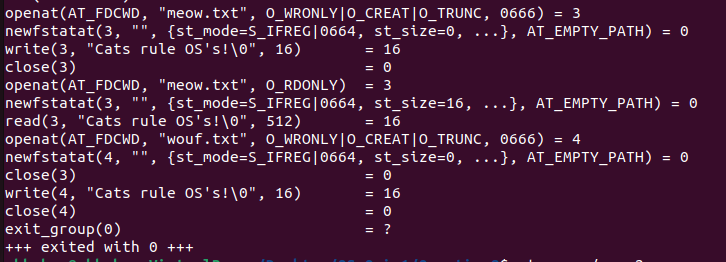 openat(AT_FDCWD, "meow.txt", O_WRONLY|O_CREAT|O_TRUNC, 0666) = 3
newfstatat(3, "", {st_mode=S_IFREG|0664, st_size=0, ...}, AT_EMPTY_PATH) = 0
write(3, "Cats rule OS's!\0", 16)       = 16
close(3)                                = 0
openat(AT_FDCWD, "meow.txt", O_RDONLY)  = 3
newfstatat(3, "", {st_mode=S_IFREG|0664, st_size=16, ...}, AT_EMPTY_PATH) = 0
read(3, "Cats rule OS's!\0", 512)       = 16
openat(AT_FDCWD, "wouf.txt", O_WRONLY|O_CREAT|O_TRUNC, 0666) = 4
newfstatat(4, "", {st_mode=S_IFREG|0664, st_size=0, ...}, AT_EMPTY_PATH) = 0
close(3)                                = 0
write(4, "Cats rule OS's!\0", 16)       = 16
close(4)                                = 0
exit_group(0)                           = ?
+++ exited with 0 +++